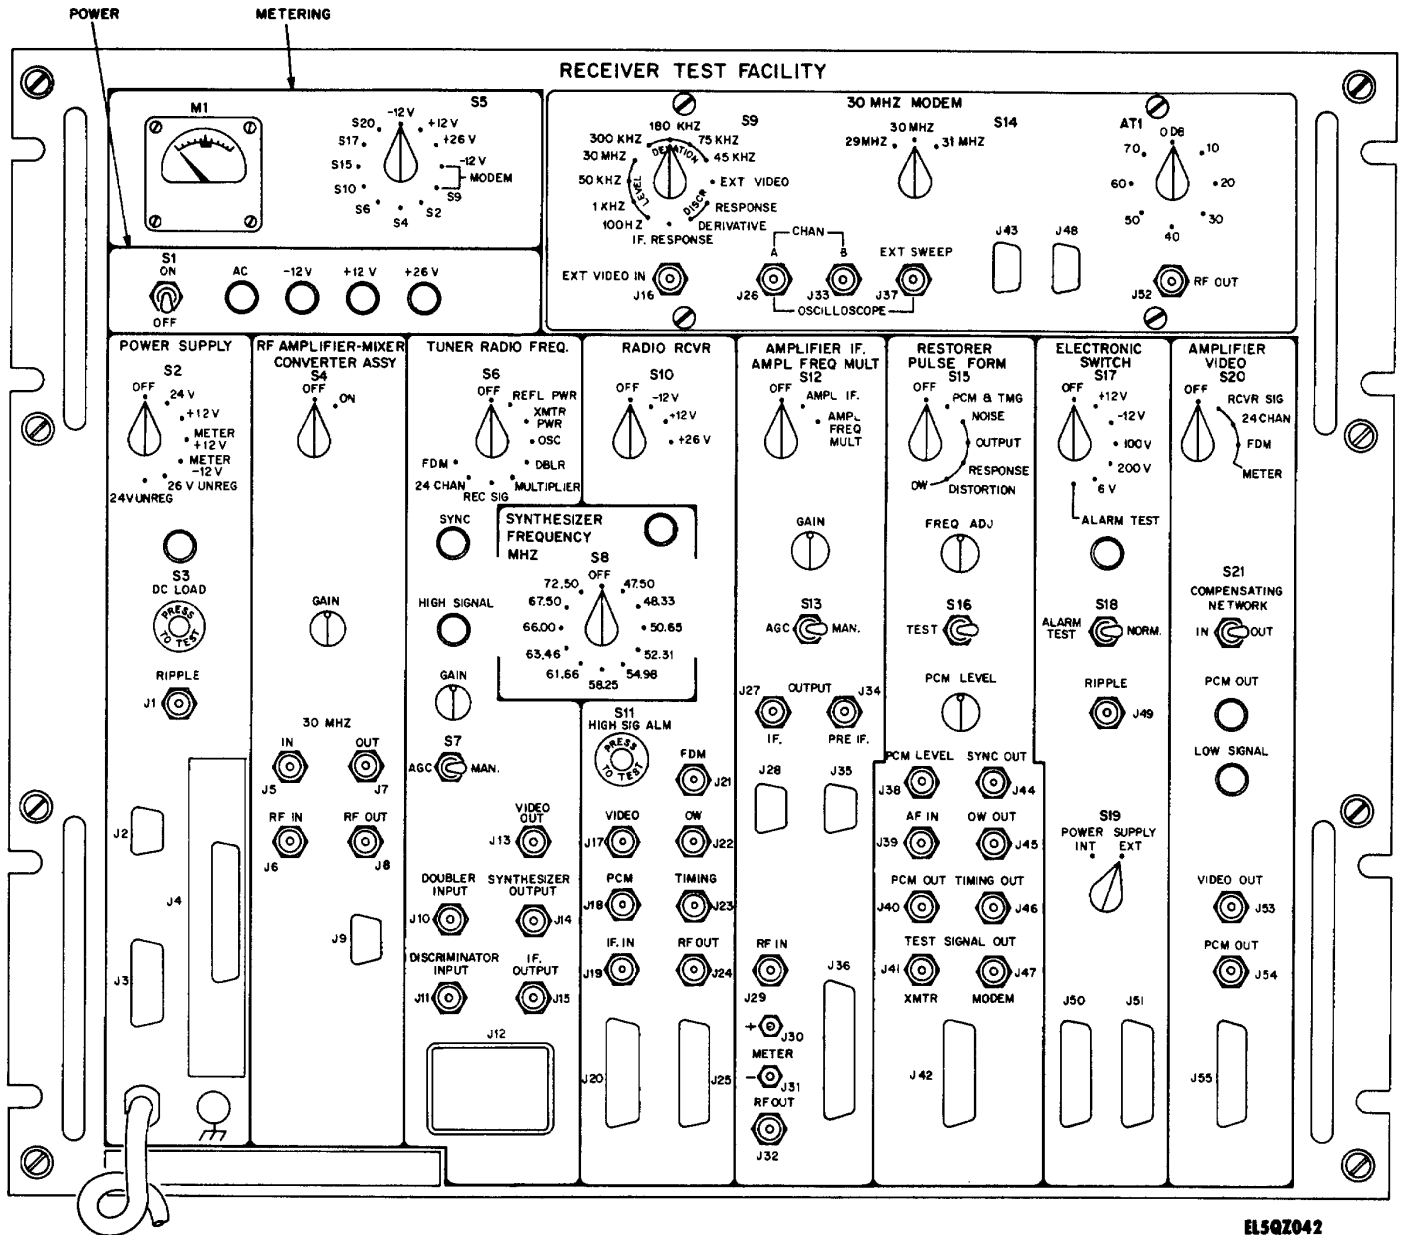 POWER
METERING
RECEIVER TEST FACILITY
M1
S5
-12V
+12V
+26V
-12V
MODEM
S9
S2
S4
S6
S10
S15
S17
S20
30 MHZ MODEM
S9
180 KHZ
75 KHZ
45 KHZ
EXT VIDEO
RESPONSE
DERIVATIVE
IF. RESPONSE
100HZ
1 KHZ
50 KHZ
30 MHZ
300 KHZ
DEVIATION
LEVEL
DISCR
S14
29MHZ
30 MHZ
31 MHZ
AT1
0 DB
10
20
30
40
50
60
70
EXT VIDEO IN
J16
CHAN
A
B
EXT SWEEP
J26
J33
J37
OSCILLOSCOPE
J43
J48
J52
RF OUT
S1
ON
OFF
AC
-12V
+12V
+26V
POWER SUPPLY
S2
OFF
24V
+12V
METER
+12V
METER
-12V
26 V UNREG
24V UNREG
S3
DC LOAD
PRESS
TO TEST
RIPPLE
J1
J2
J3
J4
RF AMPLIFIER-MIXER
CONVERTER ASSY
S4
OFF
ON
GAIN
30 MHZ
IN
OUT
J5
J7
RF IN
RF OUT
J6
J8
J9
TUNER RADIO FREQ.
S6
OFF
REFL PWR
XMTR
PWR
OSC
DBLR
MULTIPLIER
REC SIG
24 CHAN
FDM
SYNC
HIGH SIGNAL
GAIN
S7
AGC
MAN.
VIDEO
OUT
J13
DOUBLER
INPUT
SYNTHESIZER
OUTPUT
J10
J14
DISCRIMINATOR
INPUT
I.F.
OUTPUT
J11
J15
J12
SYNTHESIZER
FREQUENCY
MHZ
S8
OFF
47.50
48.33
50.65
52.31
54.98
58.25
61.66
63.46
66.00
67.50
72.50
RADIO RCVR
S10
OFF
-12V
+12V
+26V
S11
HIGH SIG ALM
PRESS
TO TEST
FDM
J21
VIDEO
OW
J17
J22
PCM
TIMING
J18
J23
IF. IN
RF OUT
J19
J24
J20
J25
AMPLIFIER IF.
AMPL FREQ MULT
S12
OFF
AMPL IF.
AMPL
FREQ
MULT
GAIN
S13
AGC
MAN.
J27
OUTPUT
J34
IF.
PRE IF.
J28
J35
RF IN
J29
J36
+
J30
METER
-
J31
RF OUT
J32
RESTORER
PULSE FORM
S15
OFF
PCM & TMG
NOISE
OUTPUT
RESPONSE
DISTORTION
OW
FREQ ADJ
S16
TEST
PCM LEVEL
PCM LEVEL
SYNC OUT
J38
J44
AF IN
OW OUT
J39
J45
PCM OUT
TIMING OUT
J40
J46
TEST SIGNAL OUT
J41
J47
XMTR
MODEM
J42
ELECTRONIC
SWITCH
S17
OFF
+12V
-12V
100V
200V
6V
ALARM TEST
S18
ALARM
TEST
NORM.
RIPPLE
J49
S19
POWER SUPPLY
INT
EXT
J50
J51
AMPLIFIER
VIDEO
S20
OFF
RCVR SIG
24 CHAN
FDM
METER
S21
COMPENSATING
NETWORK
IN
OUT
PCM OUT
LOW SIGNAL
VIDEO OUT
J53
PCM OUT
J54
J55
EL5QZ042